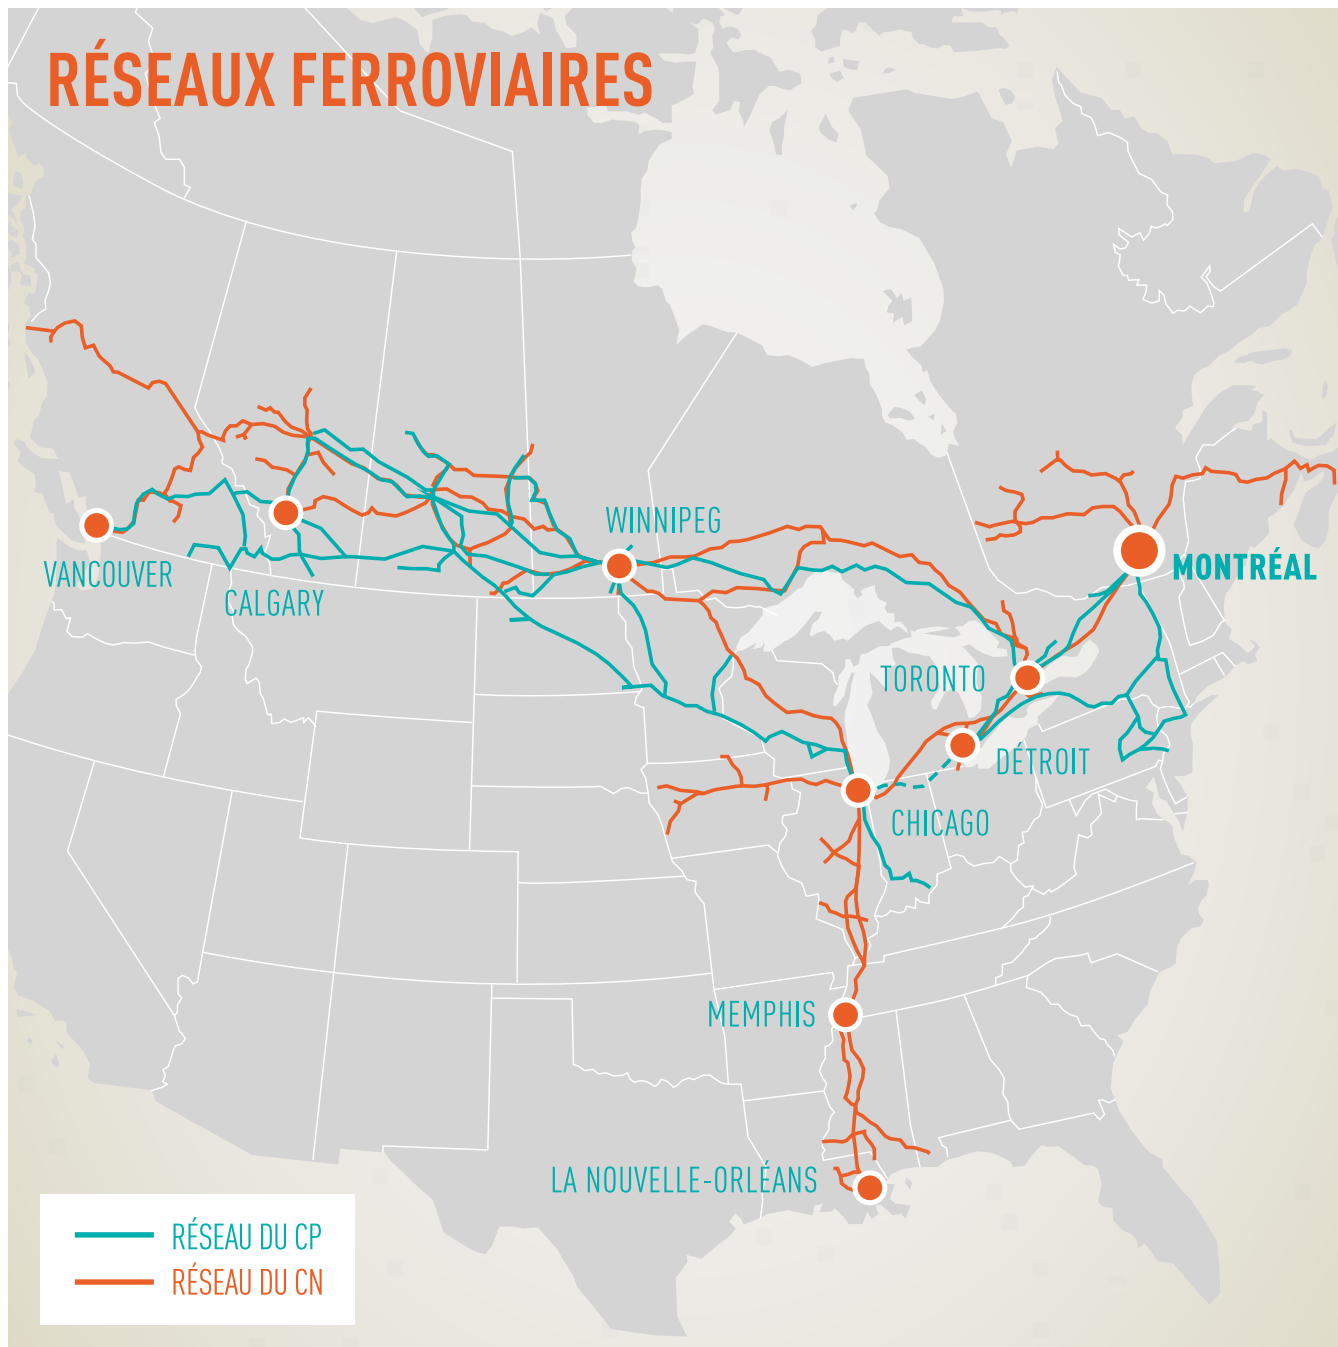 RÉSEAUX FERROVIAIRES
WINNIPEG
VANCOUVER
CALGARY
MONTRÉAL
TORONTO
DÉTROIT
CHICAGO
MEMPHIS
LA NOUVELLE-ORLÉANS
RÉSEAU DU CP
RÉSEAU DU CN